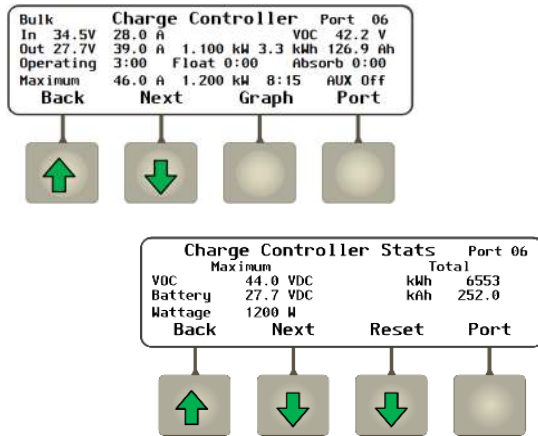 Bulk Charge Controller Port 06
In 34.5V 28.0 A VOC 42.2 V
Out 27.7V 39.0 A 1.100 kW 3.3 kWh 126.9 Ah
Operating 3:00 Float 0:00 Absorb 0:00
Maximum 46.0 A 1.200 kW 8:15 AUX Off
Back Next Graph Port
Charge Controller Stats Port 06
Maximum Total
VOC 44.0 VDC kWh 6553
Battery 27.7 VDC kAh 252.0
Wattage 1200 W
Back Next Reset Port